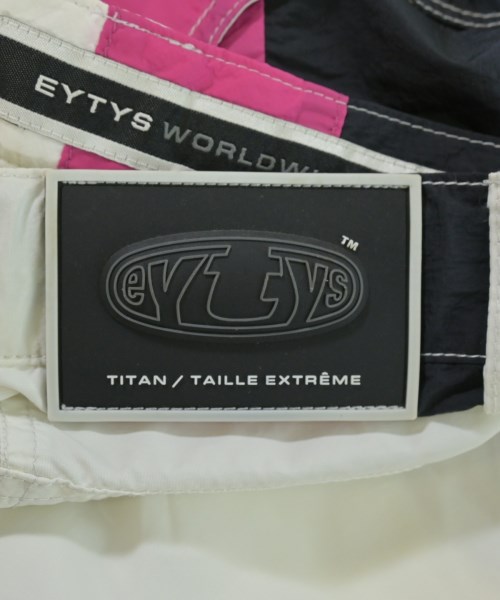 EYTYS WORLDW
eytys
TM
TITAN / TAILLE EXTRÊME